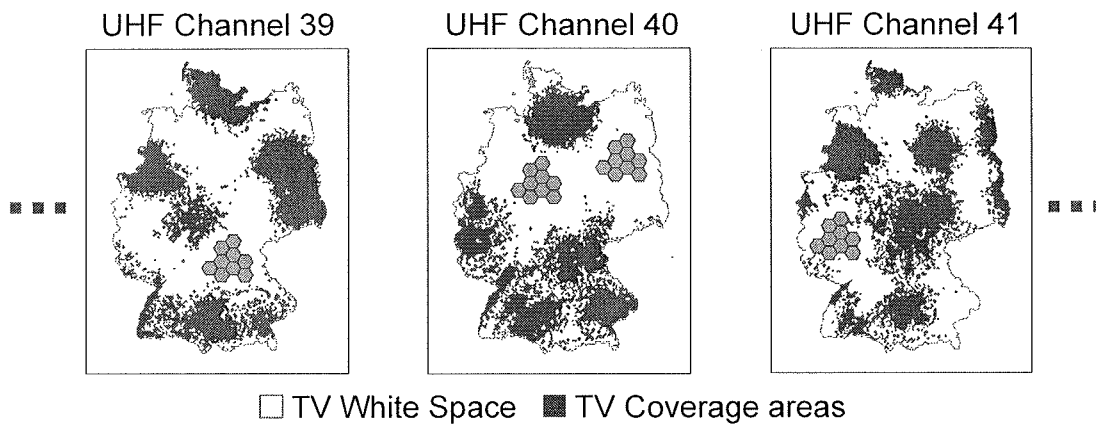 UHF Channel 39
UHF Channel 40
UHF Channel 41
TV White Space
TV Coverage areas